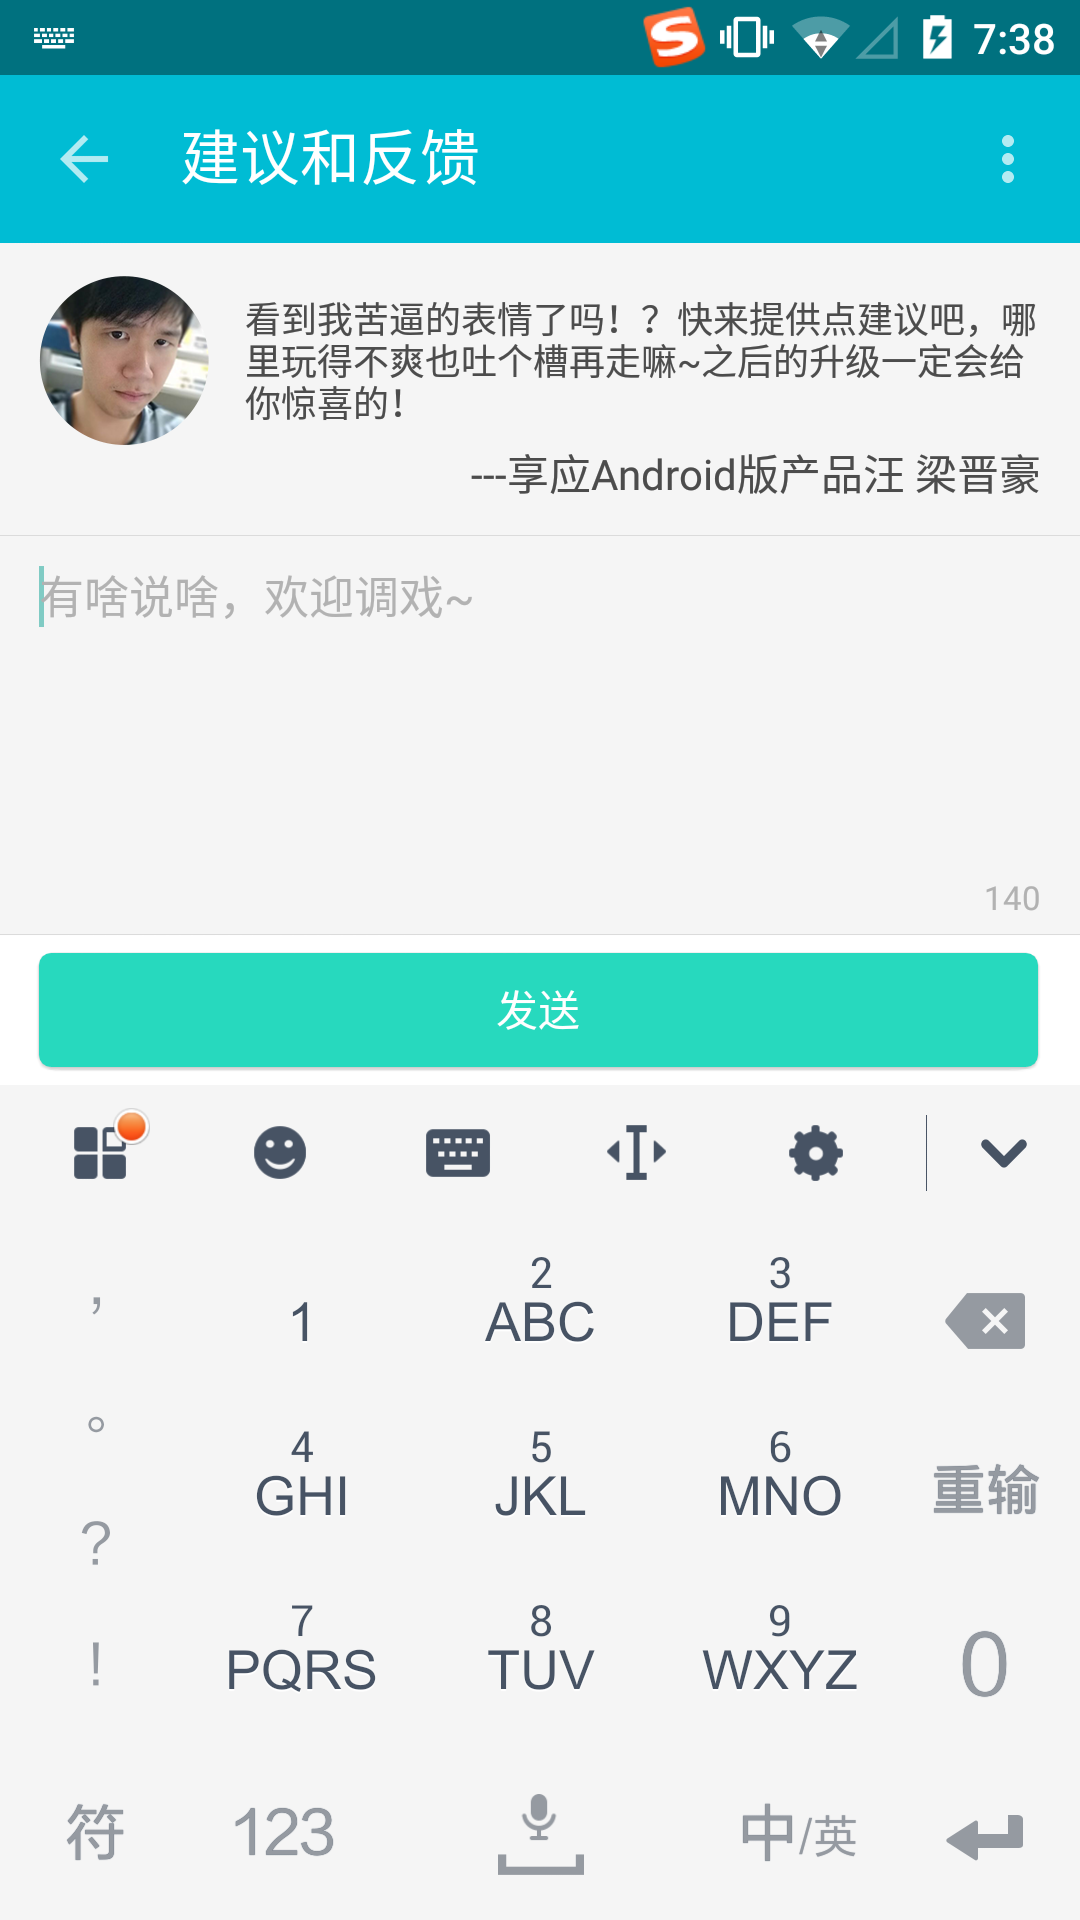 7:38
建议和反馈
看到我苦逼的表情了吗！？快来提供点建议吧，哪
里玩得不爽也吐个槽再走嘛~之后的升级一定会给
你惊喜的！
---享应Android版产品汪 梁晋豪
有啥说啥，欢迎调戏~
140
发送
2 3
， 1 ABC DEF
。 4 5 6
GHI JKL MNO 重输
？ 7 8 9
！ PQRS TUV WXYZ 0
符 123 中/英